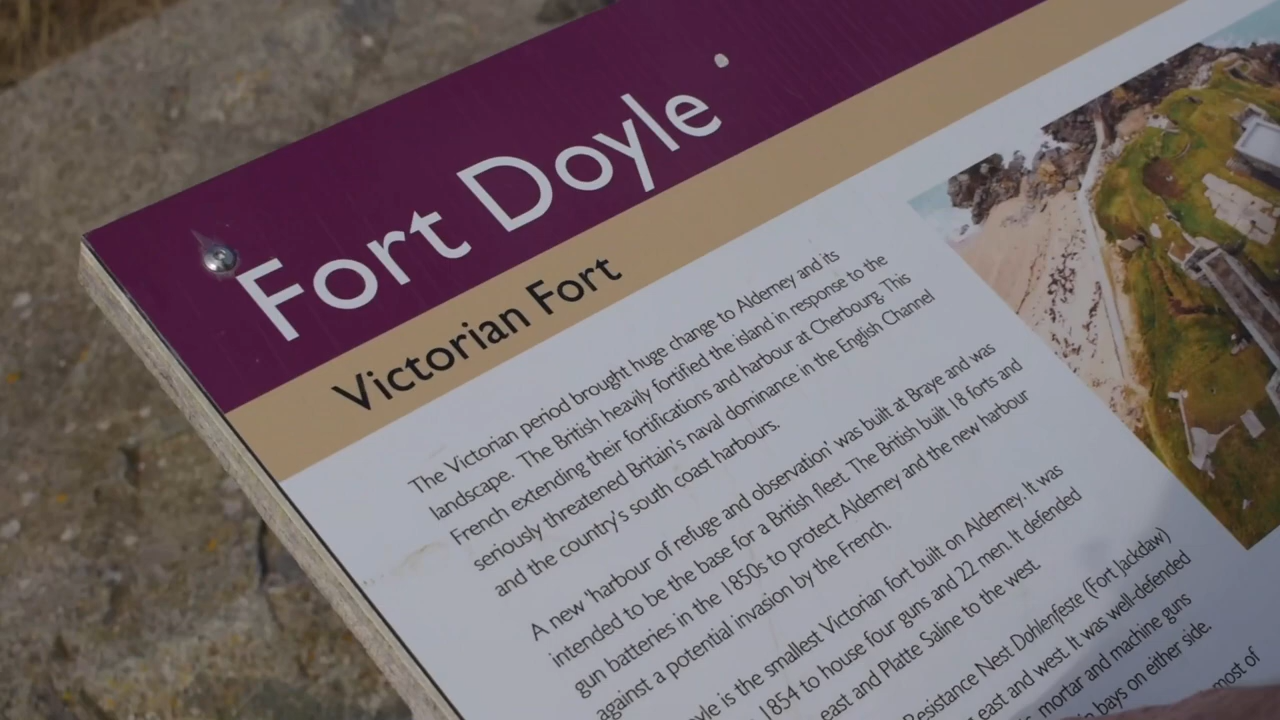 Fort Doyle
Victorian Fort
The Victorian period brought huge change to Alderney and its
landscape. The British heavily fortified the island in response to the
French extending their fortifications and harbour at Cherbourg. This
seriously threatened Britain's naval dominance in the English Channel
and the country's south coast harbours.
A new 'harbour of refuge and observation' was built at Braye and was
intended to be the base for a British fleet. The British built 18 forts and
gun batteries in the 1850s to protect Alderney and the new harbour
against a potential invasion by the French.
is the smallest Victorian fort built on Alderney. It was
1854 to house four guns and 22 men. It defended
east and Platte Saline to the west.
Resistance Nest Dohlenfeste (Fort Jackdaw)
east and west. It was well-defended
mortar and machine guns
bays on either side.
most of